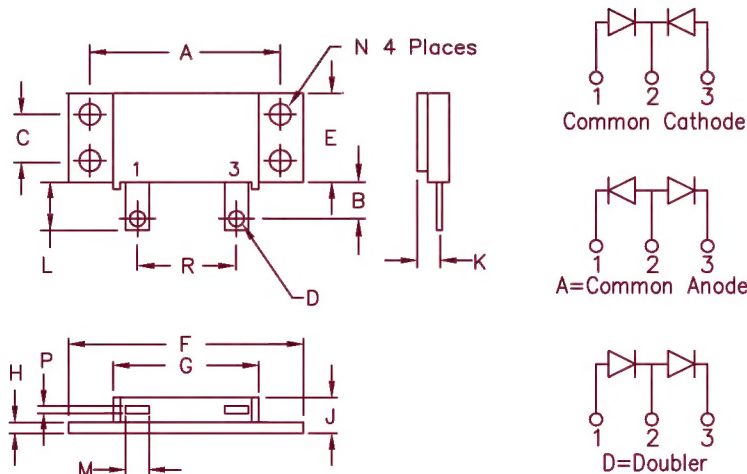 A
N 4 Places
C
E
1 3
B
L
R
K
D
F
P
G
H
J
M
1 2 3
Common Cathode
1 2 3
A=Common Anode
1 2 3
D=Doubler